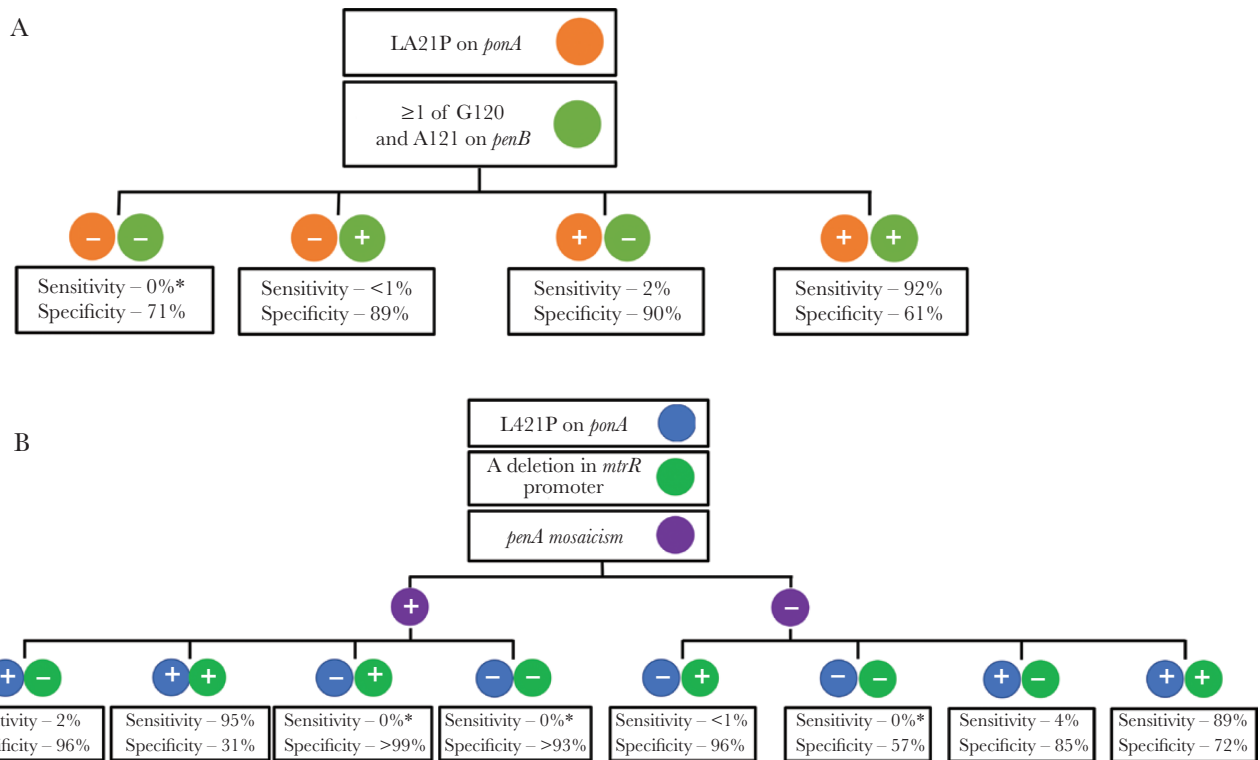 A
LA21P on ponA
≥1 of G120
and A121 on penB
− − − + + − + +
Sensitivity – 0%*
Specificity – 71%
Sensitivity – <1%
Specificity – 89%
Sensitivity – 2%
Specificity – 90%
Sensitivity – 92%
Specificity – 61%
B
L421P on ponA
A deletion in mtrR
promoter
penA mosaicism
+ −
+ − + + − + − − − + − − + − + +
tivity – 2%
ificity – 96%
Sensitivity – 95%
Specificity – 31%
Sensitivity – 0%*
Specificity – >99%
Sensitivity – 0%*
Specificity – >93%
Sensitivity – <1%
Specificity – 96%
Sensitivity – 0%*
Specificity – 57%
Sensitivity – 4%
Specificity – 85%
Sensitivity – 89%
Specificity – 72%